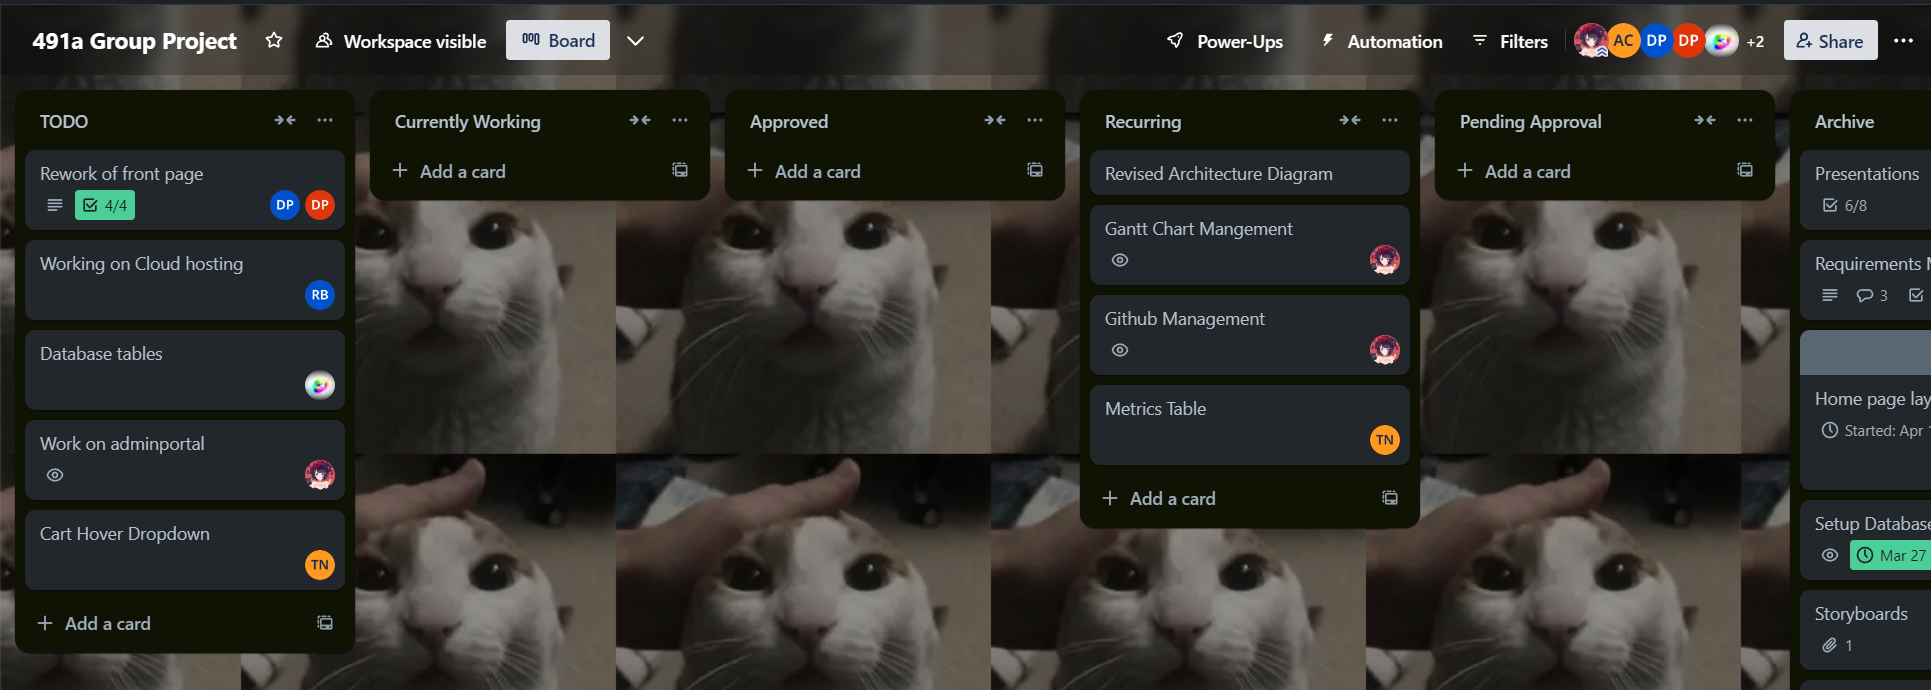 491a Group Project
Workspace visible
Board
Power-Ups
Automation
Filters
AC
DP
DP
+2
Share
TODO
Rework of front page
4/4
DP
DP
Working on Cloud hosting
RB
Database tables
Work on adminportal
Cart Hover Dropdown
TN
Add a card
Currently Working
Add a card
Approved
Add a card
Recurring
Revised Architecture Diagram
Gantt Chart Mangement
Github Management
Metrics Table
TN
Add a card
Pending Approval
Add a card
Archive
Presentations
6/8
Requirements
3
Home page lay
Started: Apr
Setup Database
Mar 27
Storyboards
1